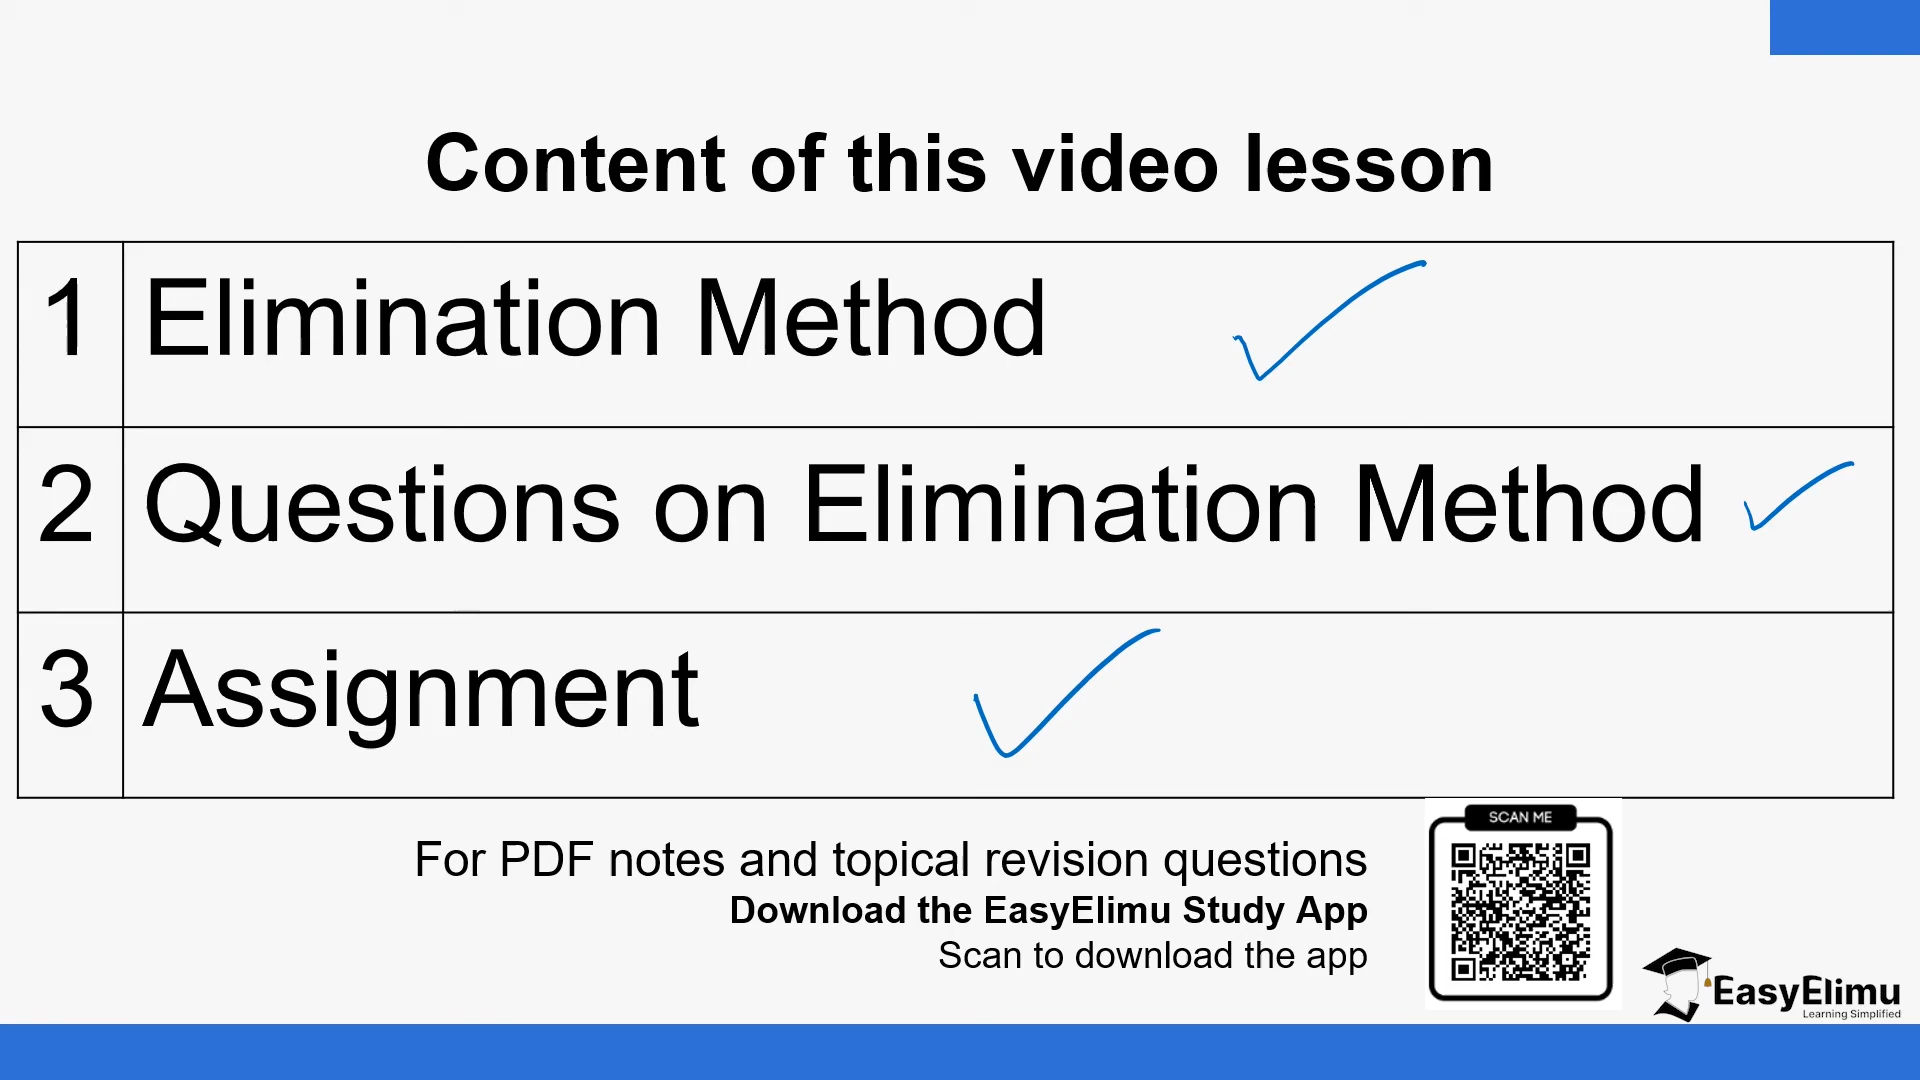 Content of this video lesson
1 Elimination Method
2 Questions on Elimination Method
3 Assignment
For PDF notes and topical revision questions
Download the EasyElimu Study App
Scan to download the app
SCAN ME
EasyElimu
Learning Simplified